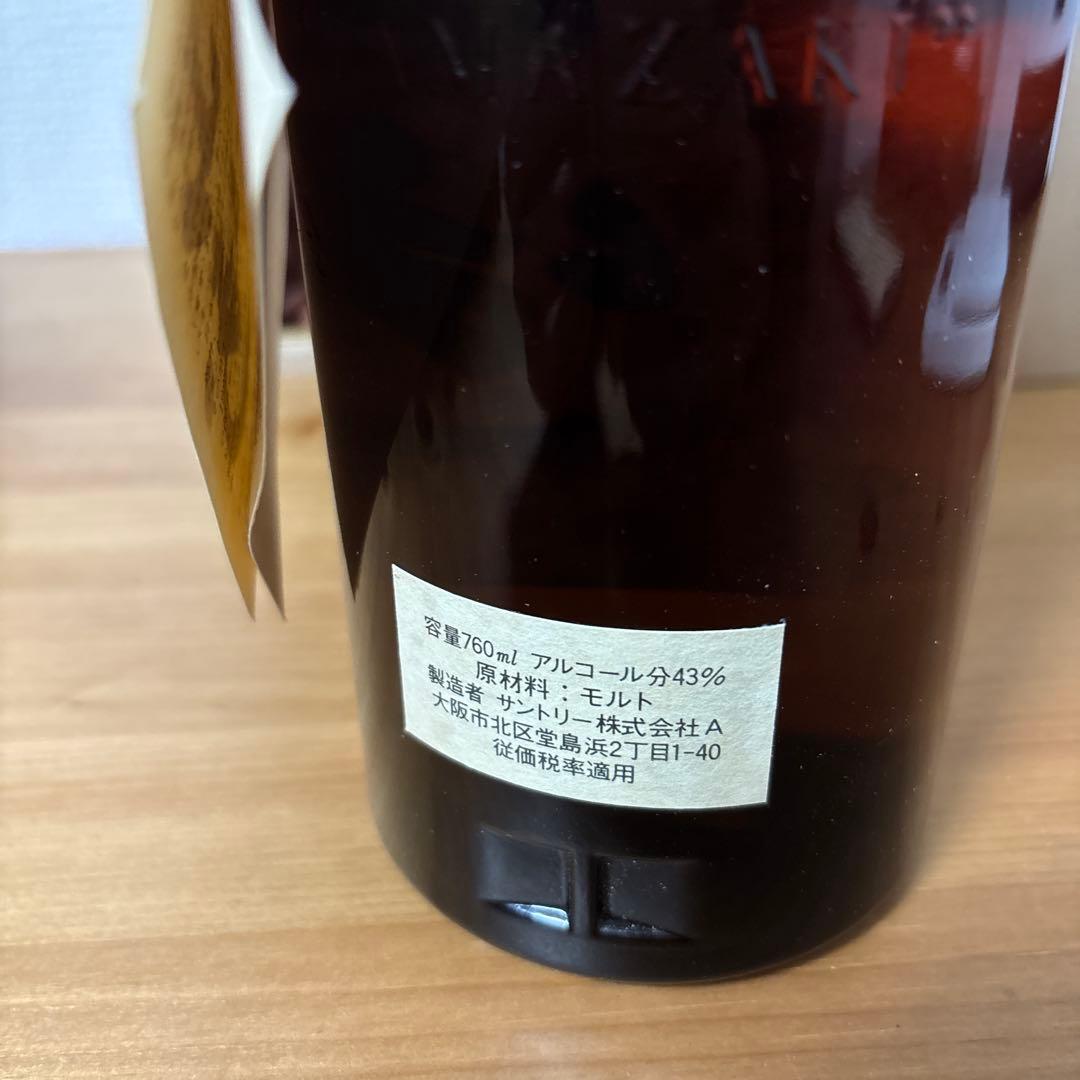 容量760ml アルコール分43%
原材料:モルト
製造者 サントリー株式会社A
大阪市北区堂島浜2丁目1-40
従価税率適用